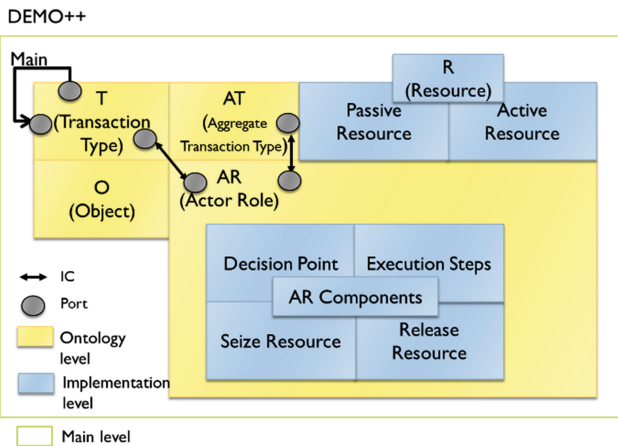 DEMO++
Main
T
(Transaction
Type)
AT
(Aggregate
Transaction Type)
R
(Resource)
Passive
Resource
Active
Resource
O
(Object)
AR
(Actor Role)
Decision Point
Execution Steps
AR Components
Seize Resource
Release
Resource
IC
Port
Ontology
level
Implementation
level
Main level